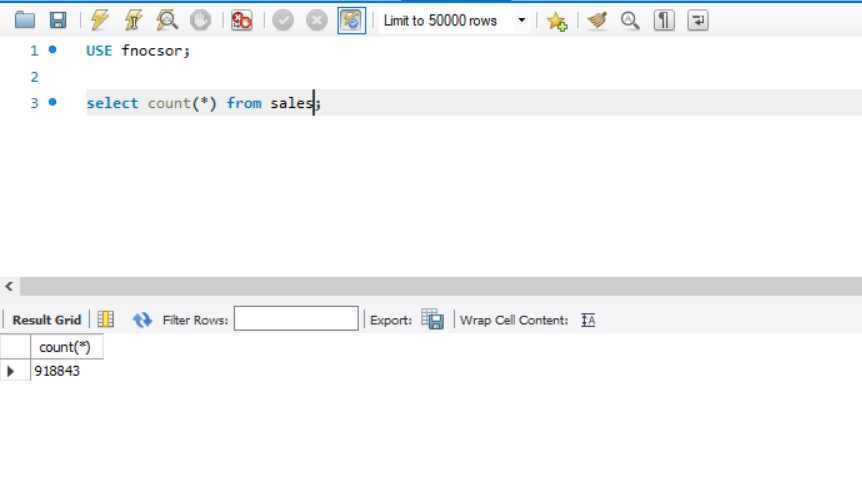 Limit to 50000 rows
1 USE fnocsor;
2
3 select count(*) from sales;
Result Grid Filter Rows: Export: Wrap Cell Content:
count(*)
918843